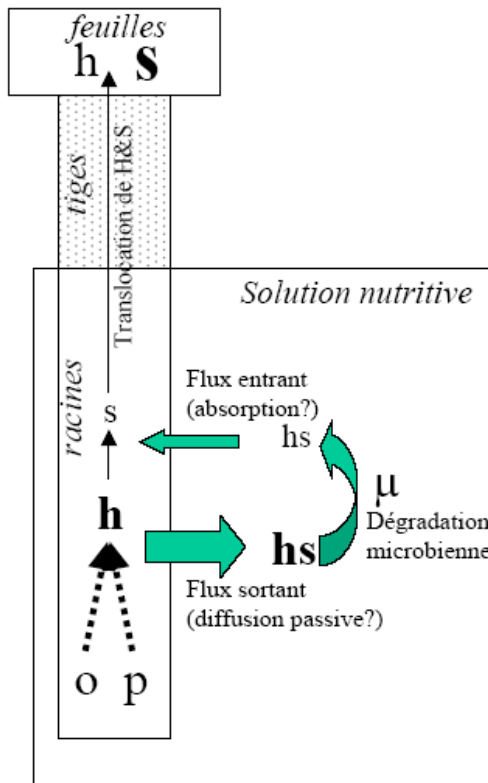 feuilles
h S
tiges
Translocation de H&S
Solution nutritive
racines
Flux entrant
(absorption?)
s
hs
μ
h
hs
Dégradation
microbienne
Flux sortant
(diffusion passive?)
o p